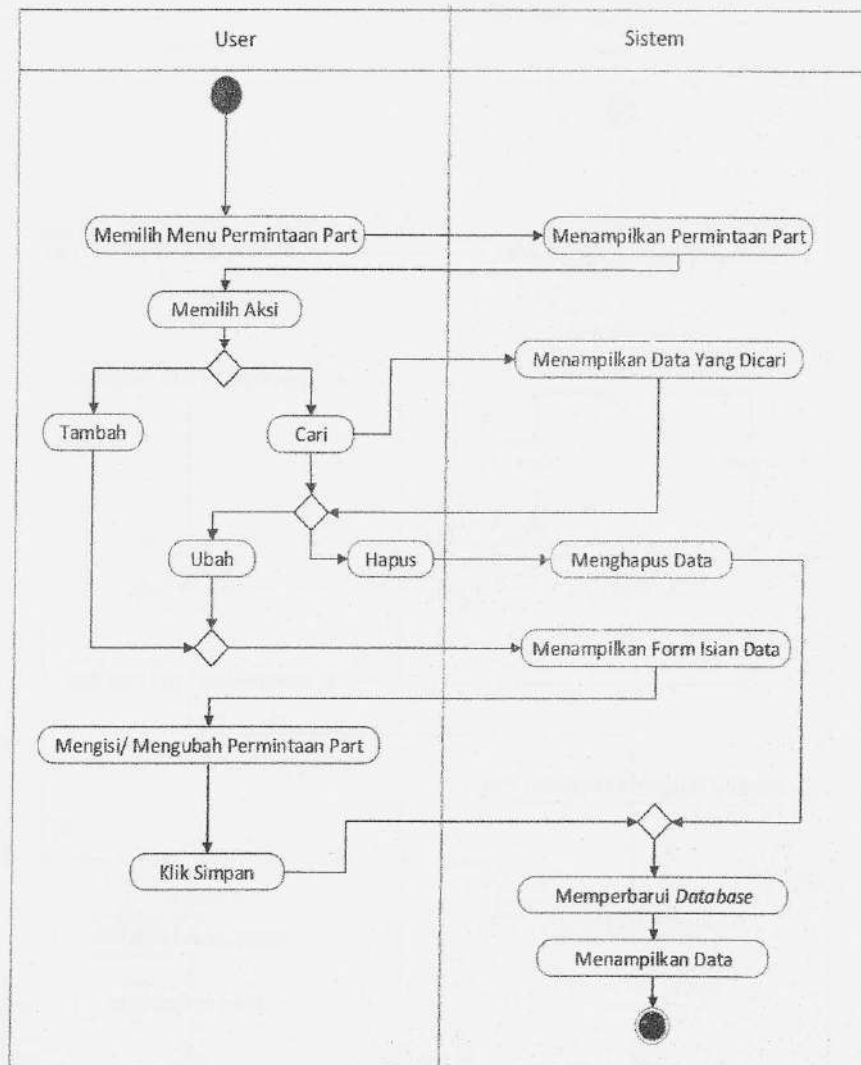 User
Sistem
Memilih Menu Permintaan Part
Menampilkan Permintaan Part
Memilih Aksi
Menampilkan Data Yang Dicari
Tambah
Cari
Ubah
Hapus
Menghapus Data
Menampilkan Form Isian Data
Mengisi/ Mengubah Permintaan Part
Klik Simpan
Memperbarui Database
Menampilkan Data